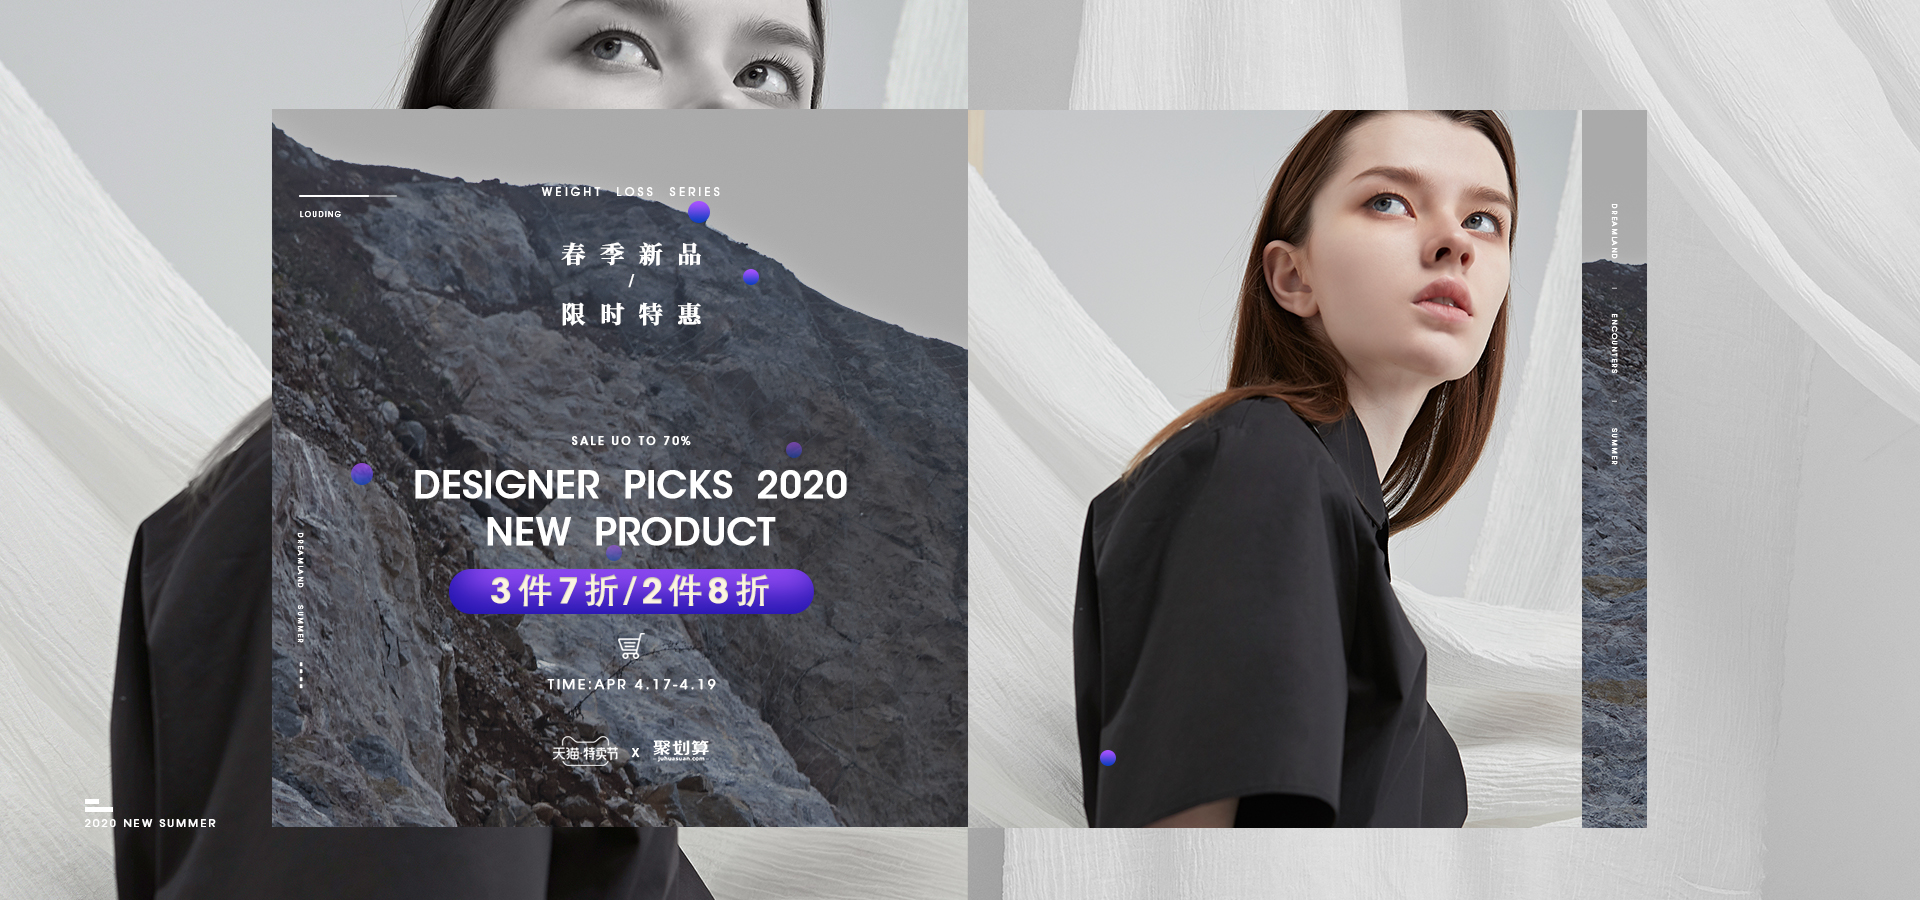 WEIGHT LOSS SERIES
LOUDING
春季新品
/
限时特惠
SALE UO TO 70%
DESIGNER PICKS 2020
NEW PRODUCT
3件7折/2件8折
TIME:APR 4.17-4.19
天猫 特卖节 X 聚划算
juhuasuan.com
DREAMLAND SUMMER
2020 NEW SUMMER
DREAMLAND | ENCOUNTERS | SUMMER